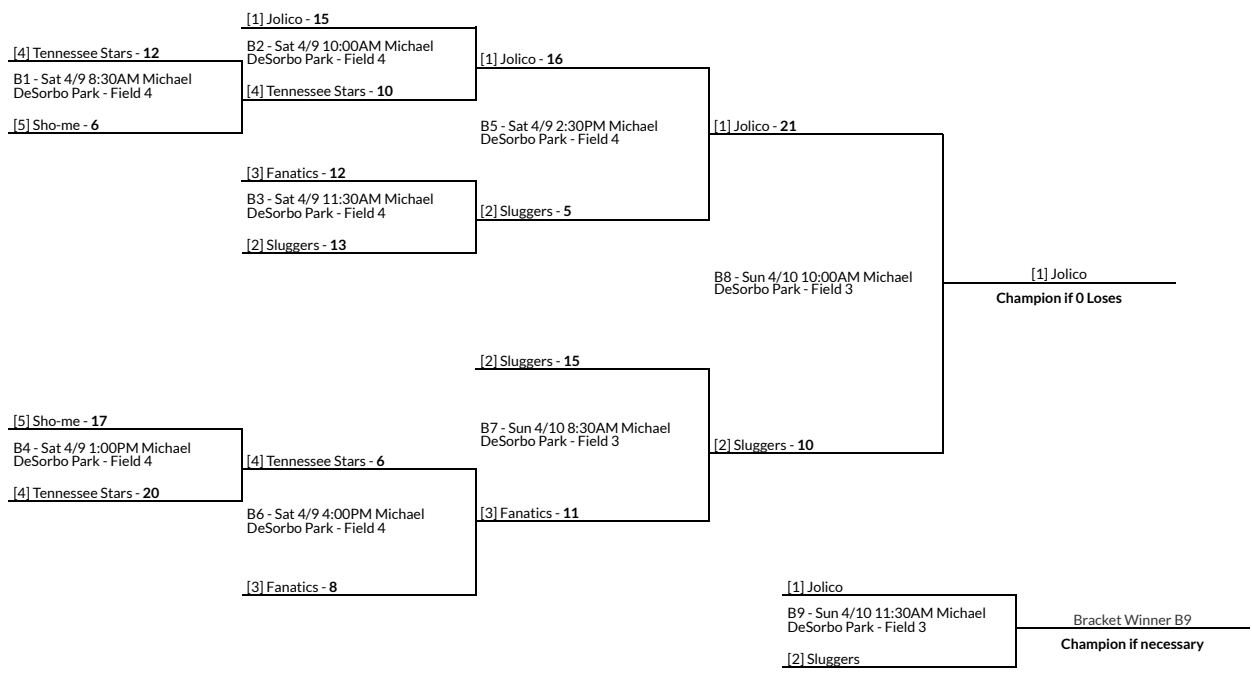 [1] Jolico - 15
[4] Tennessee Stars - 12
B2 - Sat 4/9 10:00AM Michael
DeSorbo Park - Field 4
[1] Jolico - 16
B1 - Sat 4/9 8:30AM Michael
DeSorbo Park - Field 4
[4] Tennessee Stars - 10
[5] Sho-me - 6
B5 - Sat 4/9 2:30PM Michael
DeSorbo Park - Field 4
[1] Jolico - 21
[3] Fanatics - 12
B3 - Sat 4/9 11:30AM Michael
DeSorbo Park - Field 4
[2] Sluggers - 5
[2] Sluggers - 13
B8 - Sun 4/10 10:00AM Michael
DeSorbo Park - Field 3
[1] Jolico
Champion if 0 Loses
[2] Sluggers - 15
[5] Sho-me - 17
B7 - Sun 4/10 8:30AM Michael
DeSorbo Park - Field 3
[2] Sluggers - 10
B4 - Sat 4/9 1:00PM Michael
DeSorbo Park - Field 4
[4] Tennessee Stars - 6
[4] Tennessee Stars - 20
B6 - Sat 4/9 4:00PM Michael
DeSorbo Park - Field 4
[3] Fanatics - 11
[3] Fanatics - 8
[1] Jolico
B9 - Sun 4/10 11:30AM Michael
DeSorbo Park - Field 3
Bracket Winner B9
Champion if necessary
[2] Sluggers